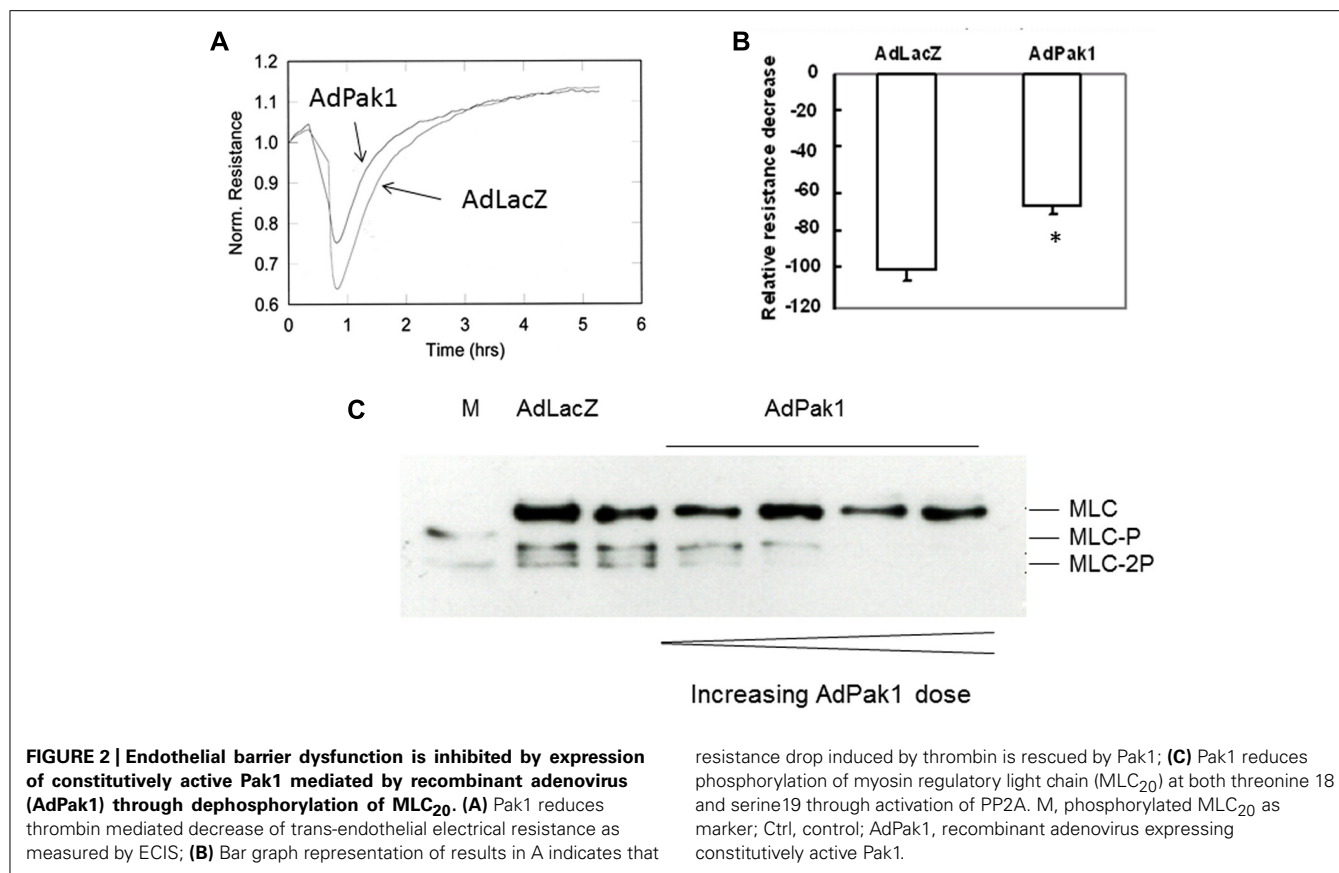 A
1.2
1.1
1.0
0.9
0.8
0.7
0.6
Norm. Resistance
AdPak1
AdLacZ
0 1 2 3 4 5 6
Time (hrs)
B
AdLacZ AdPak1
0
-20
-40
-60
-80
-100
-120
Relative resistance decrease
*
C
M AdLacZ AdPak1
MLC
MLC-P
MLC-2P
Increasing AdPak1 dose
FIGURE 2 | Endothelial barrier dysfunction is inhibited by expression
of constitutively active Pak1 mediated by recombinant adenovirus
(AdPak1) through dephosphorylation of MLC20. (A) Pak1 reduces
thrombin mediated decrease of trans-endothelial electrical resistance as
measured by ECIS; (B) Bar graph representation of results in A indicates that
resistance drop induced by thrombin is rescued by Pak1; (C) Pak1 reduces
phosphorylation of myosin regulatory light chain (MLC20) at both threonine 18
and serine19 through activation of PP2A. M, phosphorylated MLC20 as
marker; Ctrl, control; AdPak1, recombinant adenovirus expressing
constitutively active Pak1.